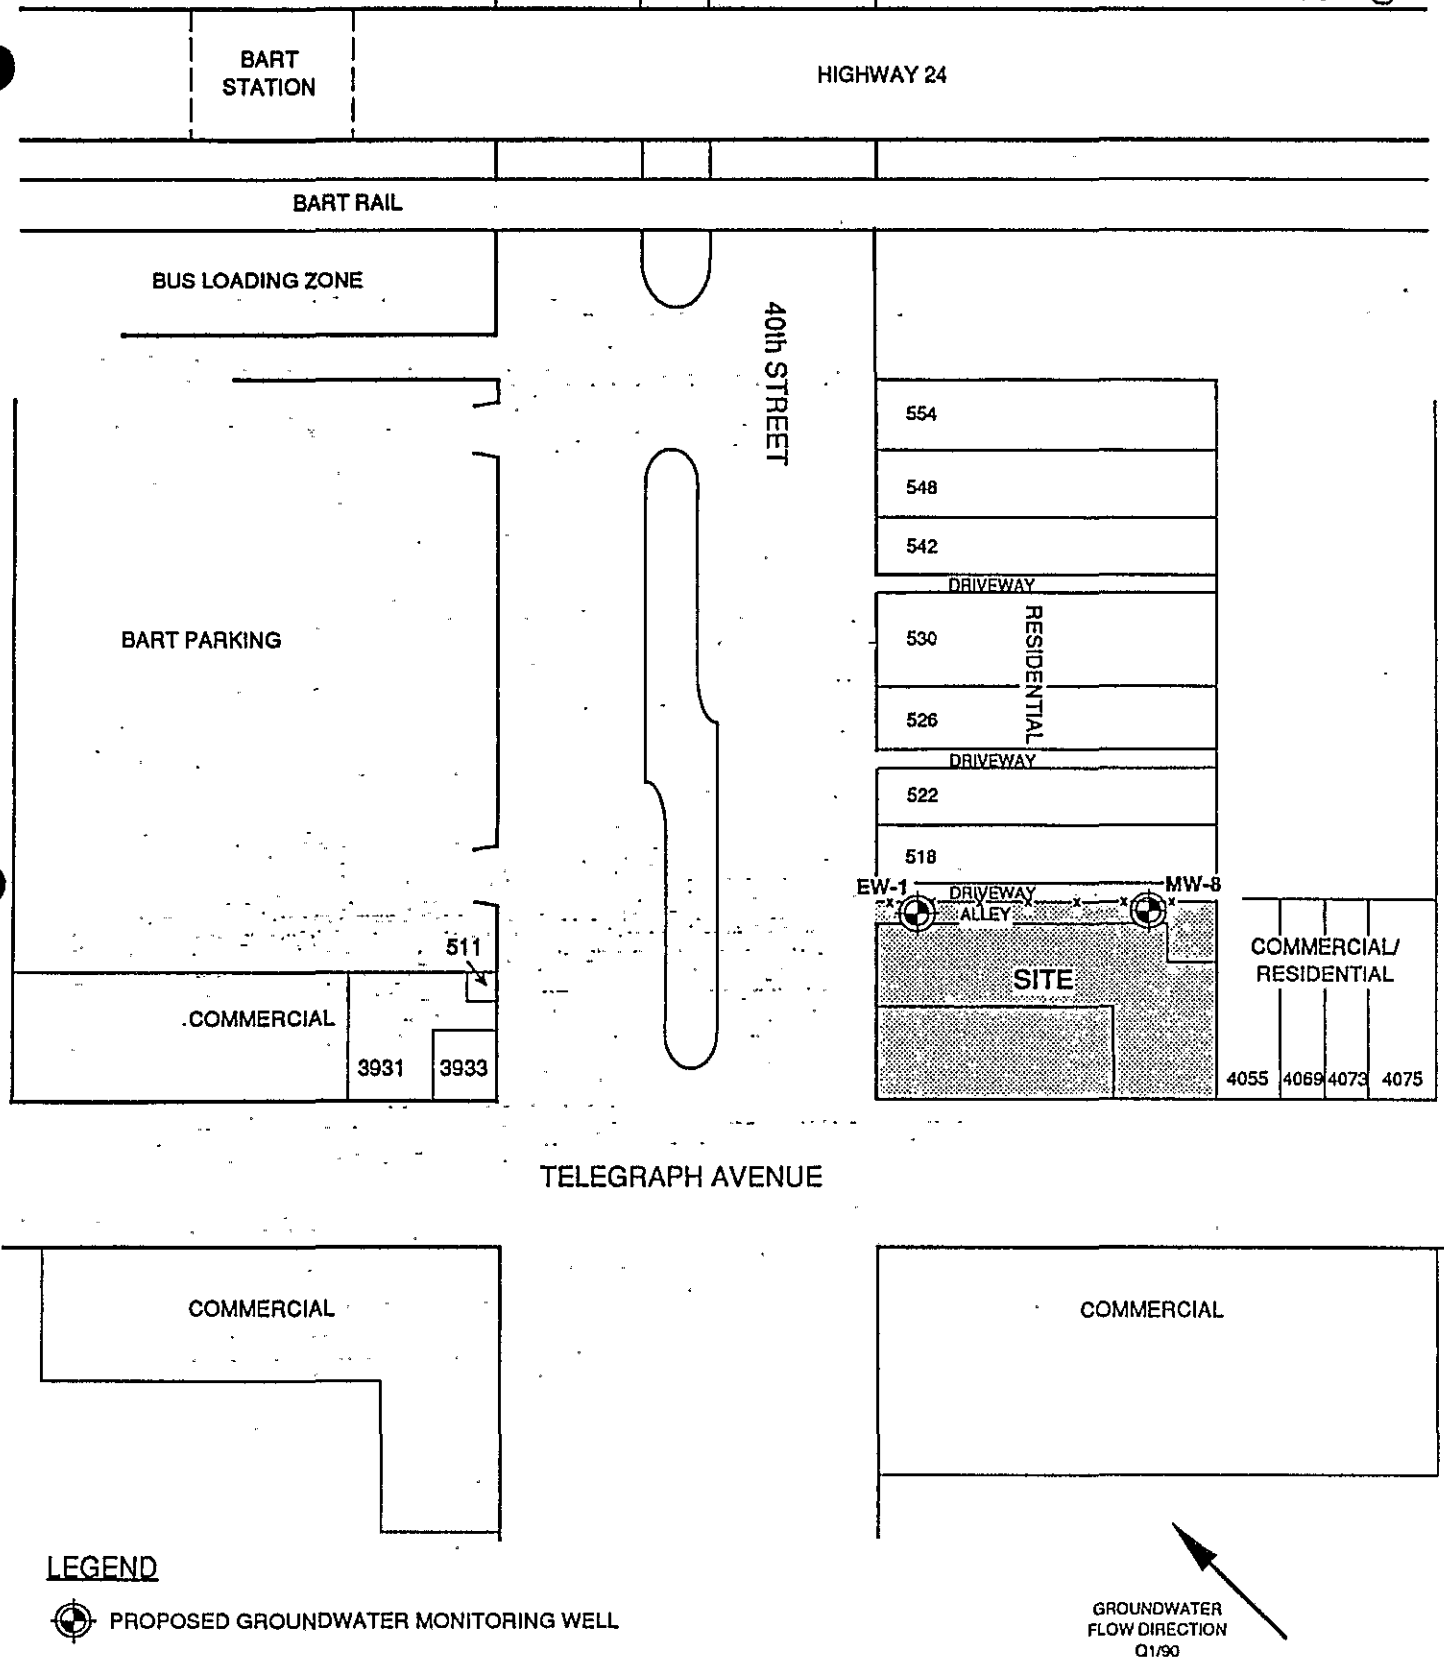 BART
STATION
HIGHWAY 24
BART RAIL
BUS LOADING ZONE
40th STREET
554
548
542
DRIVEWAY
BART PARKING
530
RESIDENTIAL
526
DRIVEWAY
522
518
EW-1
DRIVEWAY
MW-8
ALLEY
511
COMMERCIAL/
RESIDENTIAL
SITE
COMMERCIAL
3931
3933
4055
4069
4073
4075
TELEGRAPH AVENUE
COMMERCIAL
COMMERCIAL
LEGEND
PROPOSED GROUNDWATER MONITORING WELL
GROUNDWATER
FLOW DIRECTION
Q1/90